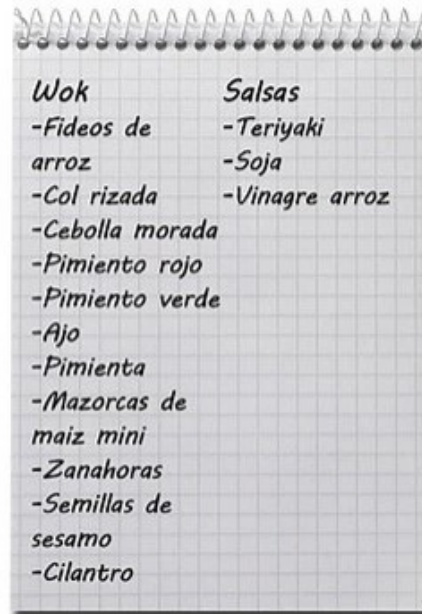 Wok
-Fideos de
arroz
-Col rizada
-Cebolla morada
-Pimiento rojo
-Pimiento verde
-Ajo
-Pimienta
-Mazorcas de
maiz mini
-Zanahoras
-Semillas de
sesamo
-Cilantro
Salsas
-Teriyaki
-Soja
-Vinagre arroz